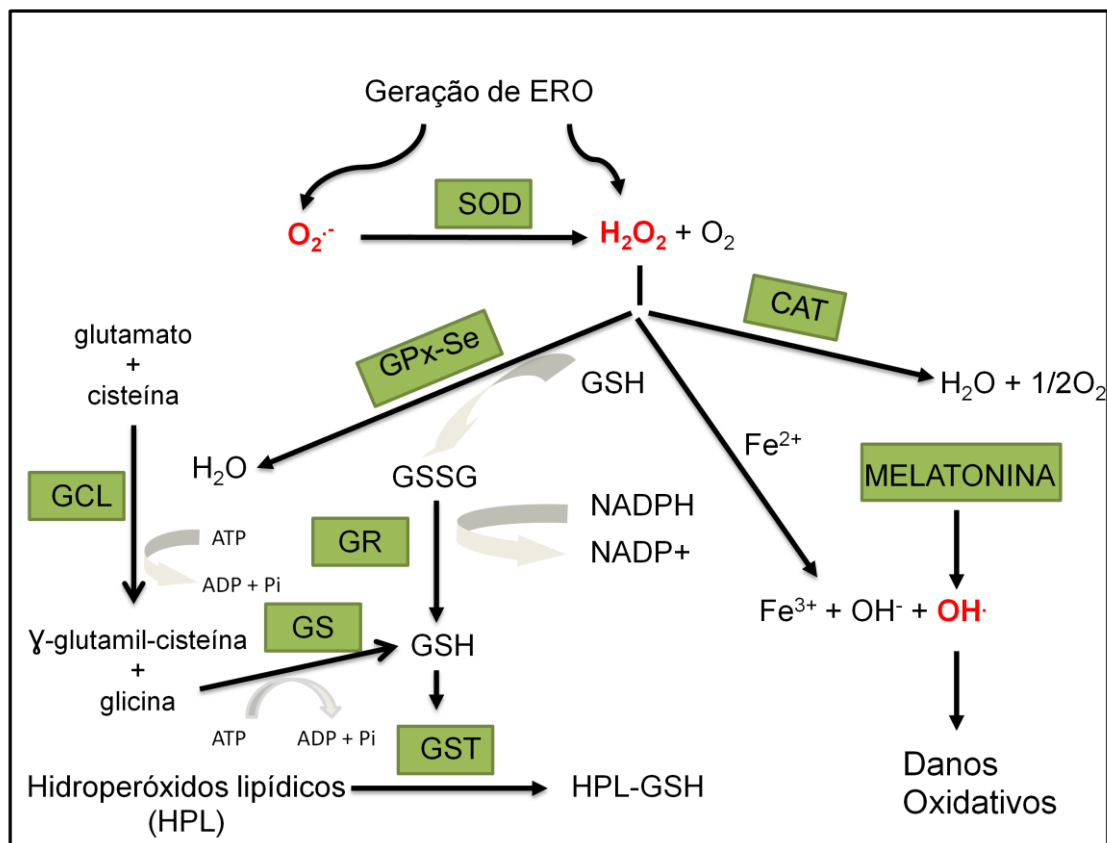 Geração de ERO
SOD
O₂·⁻
H₂O₂ + O₂
CAT
GPx-Se
glutamato
+
cisteína
GSH
H₂O + 1/2O₂
Fe²⁺
H₂O
GSSG
MELATONINA
GCL
NADPH
ATP
GR
NADP+
ADP + Pi
Fe³⁺ + OH⁻ + OH·
GS
Ɣ-glutamil-cisteína
+
glicina
GSH
ATP
ADP + Pi
GST
Hidroperóxidos lipídicos
(HPL)
HPL-GSH
Danos
Oxidativos